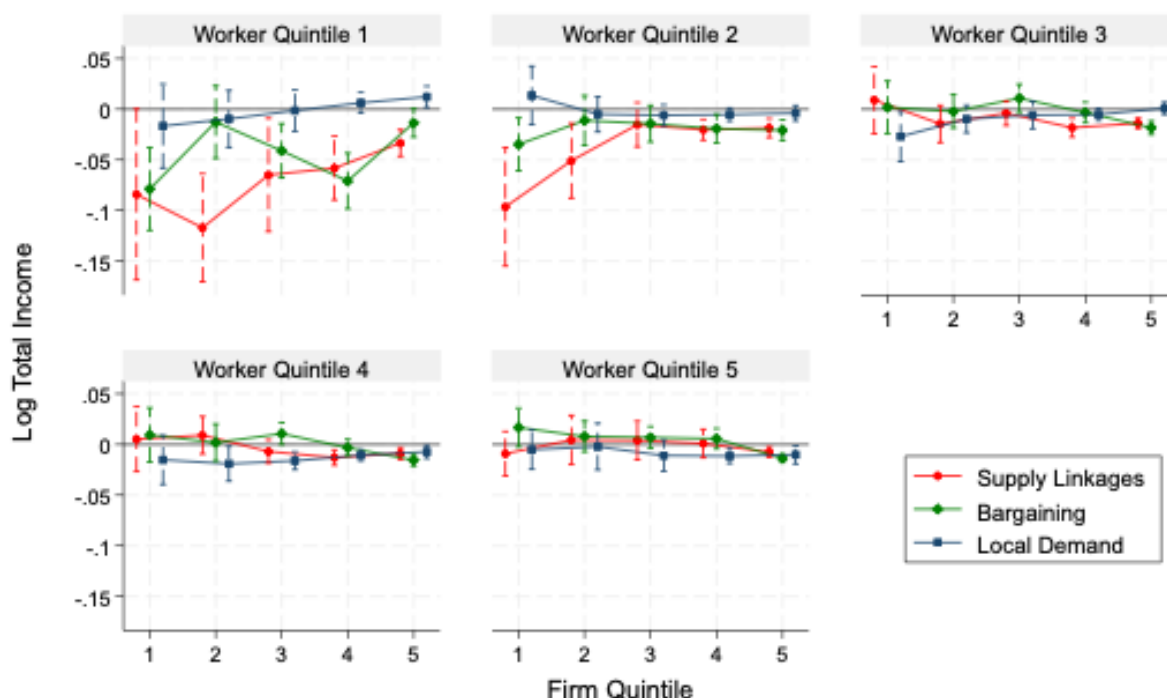 Worker Quintile 1
Worker Quintile 2
Worker Quintile 3
.05
0
-.05
-.1
-.15
1 2 3 4 5
Worker Quintile 4
Worker Quintile 5
.05
0
-.05
-.1
-.15
1 2 3 4 5
1 2 3 4 5
Log Total Income
Firm Quintile
Supply Linkages
Bargaining
Local Demand